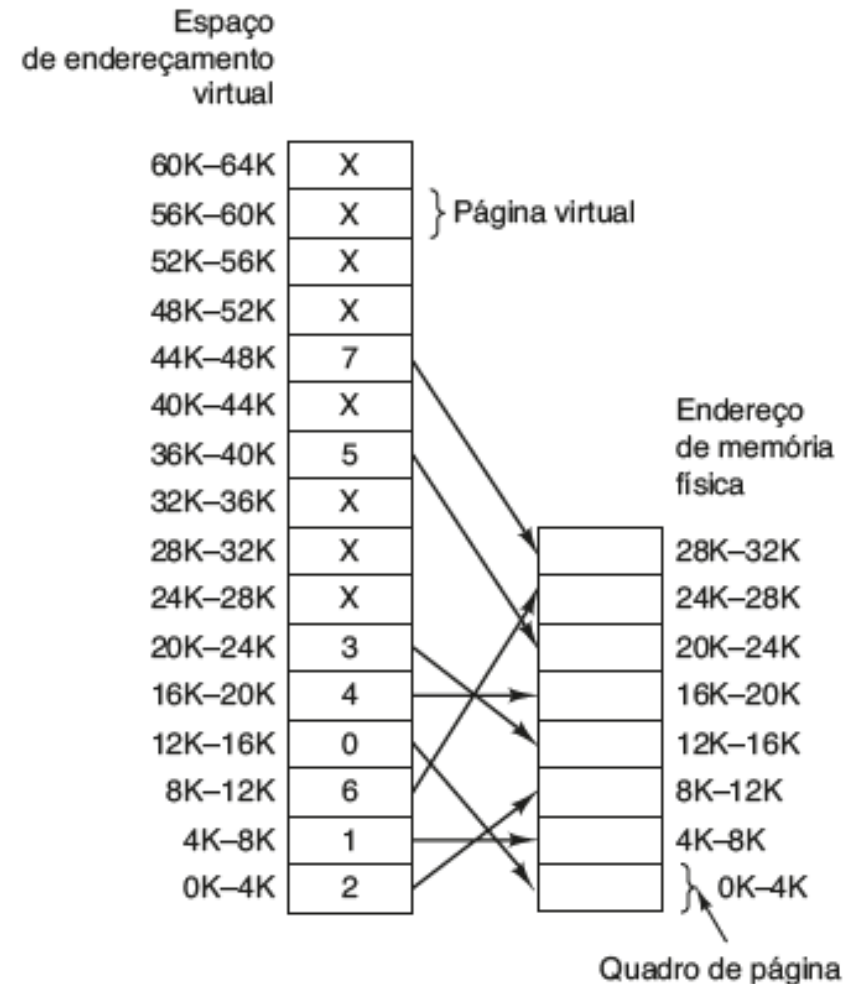 Espaço
de endereçamento
virtual
60K–64K X
56K–60K X Página virtual
52K–56K X
48K–52K X
44K–48K 7
40K–44K X
36K–40K 5
32K–36K X
28K–32K X
24K–28K X
20K–24K 3
16K–20K 4
12K–16K 0
8K–12K 6
4K–8K 1
0K–4K 2
Endereço
de memória
física
28K–32K
24K–28K
20K–24K
16K–20K
12K–16K
8K–12K
4K–8K
0K–4K
Quadro de página